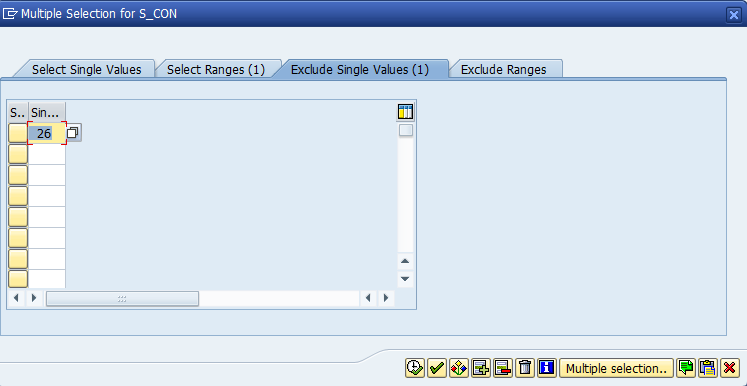 Multiple Selection for S_CON
Select Single Values Select Ranges (1) Exclude Single Values (1) Exclude Ranges
S.. Sin...
26
Multiple selection..